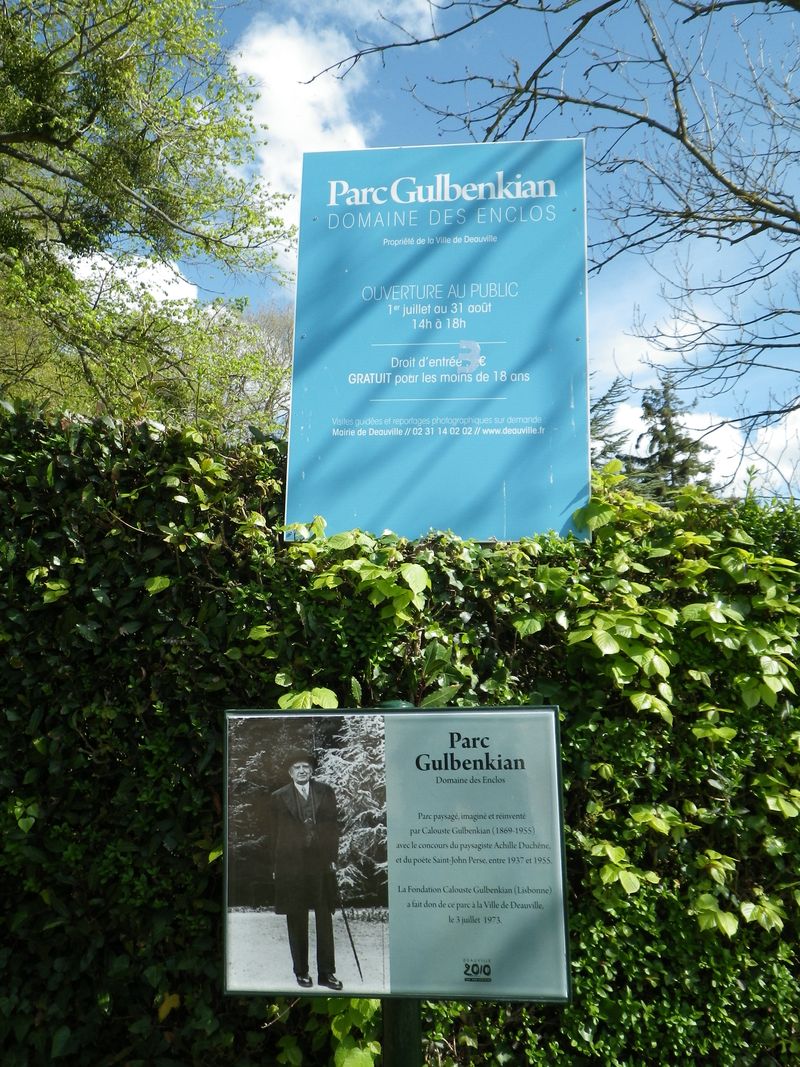 Parc Gulbenkian
DOMAINE DES ENCLOS
Propriété de la Ville de Deauville
OUVERTURE AU PUBLIC
1er juillet au 31 août
14h à 18h
Droit d'entrée 3 €
GRATUIT pour les moins de 18 ans
Visites guidées et reportages photographiques sur demande
Mairie de Deauville // 02 31 14 02 02 // www.deauville.fr
Parc
Gulbenkian
Domaine des Enclos
Parc paysagé, imaginé et réinventé
par Calouste Gulbenkian (1869-1955)
avec le concours du paysagiste Achille Duchêne,
et du poète Saint-John Perse, entre 1937 et 1955.
La Fondation Calouste Gulbenkian (Lisbonne)
a fait don de ce parc à la Ville de Deauville,
le 3 juillet 1973.
DEAUVILLE
2010